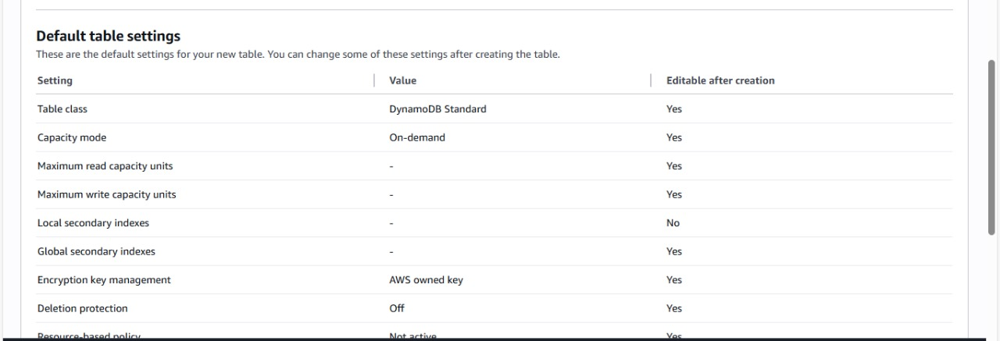 Default table settings
These are the default settings for your new table. You can change some of these settings after creating the table.
Setting Value Editable after creation
Table class DynamoDB Standard Yes
Capacity mode On-demand Yes
Maximum read capacity units - Yes
Maximum write capacity units - Yes
Local secondary indexes - No
Global secondary indexes - Yes
Encryption key management AWS owned key Yes
Deletion protection Off Yes
Resource-based policy Not active Yes